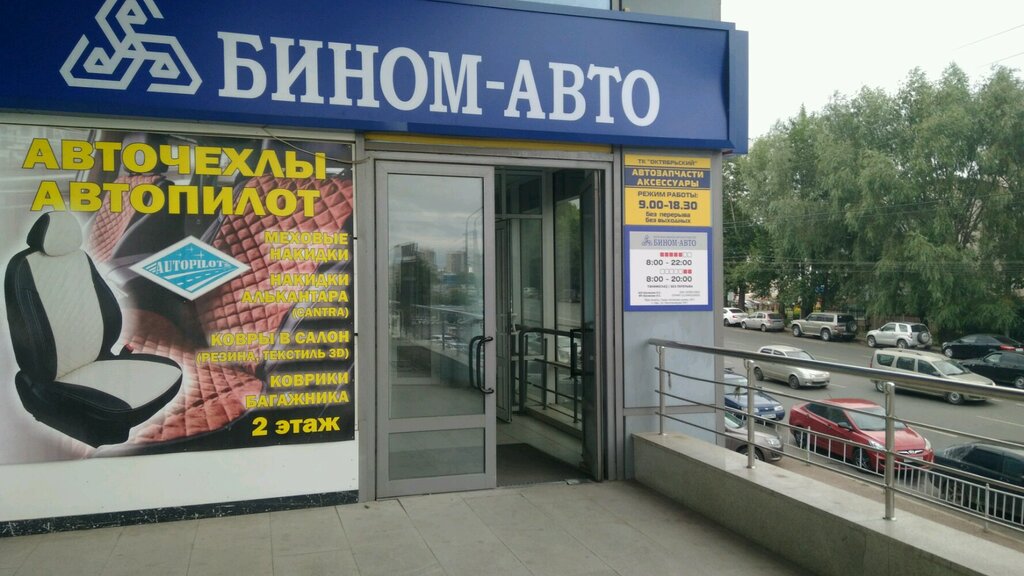 БИНОМ-АВТО
АВТОЧЕХЛЫ
АВТОПИЛОТ
AUTOPILOT
МЕХОВЫЕ
НАКИДКИ
НАКИДКИ
АЛЬКАНТАРА
(CANTRA)
КОВРЫ В САЛОН
(РЕЗИНА, ТЕКСТИЛЬ 3D)
КОВРИКИ
БАГАЖНИКА
2 этаж
ТК "ОКТЯБРЬСКИЙ"
АВТОЗАПЧАСТИ
АКСЕССУАРЫ
РЕЖИМ РАБОТЫ:
9.00-18.30
без перерыва
без выходных
БИНОМ-АВТО
8:00 - 22:00
8:00 - 20:00